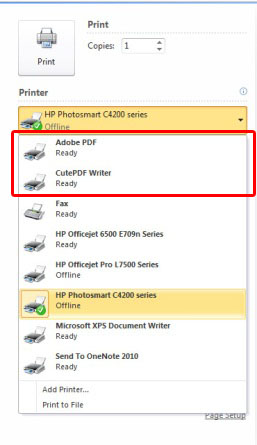 Print
Print
Copies: 1
Printer
HP Photosmart C4200 series
Offline
Adobe PDF
Ready
CutePDF Writer
Ready
Fax
Ready
HP Officejet 6500 E709n Series
Ready
HP Officejet Pro L7500 Series
Offline
HP Photosmart C4200 series
Offline
Microsoft XPS Document Writer
Ready
Send To OneNote 2010
Ready
Add Printer...
Print to File
Page Setup